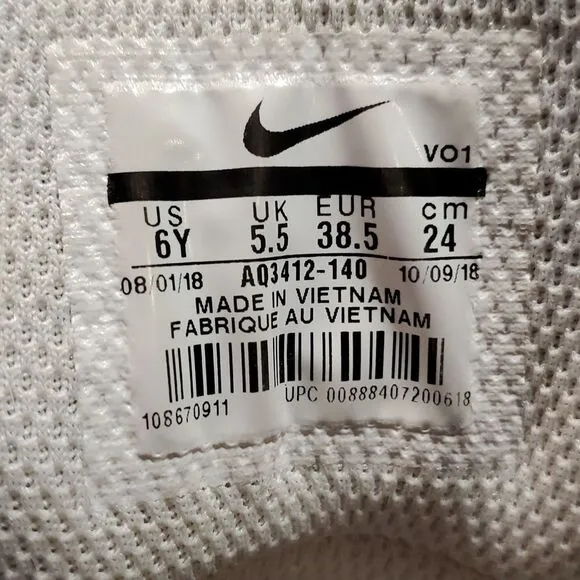 VO1
US UK EUR cm
6Y 5.5 38.5 24
08/01/18 AQ3412-140 10/09/18
MADE IN VIETNAM
FABRIQUE AU VIETNAM
108670911 UPC 00888407200618